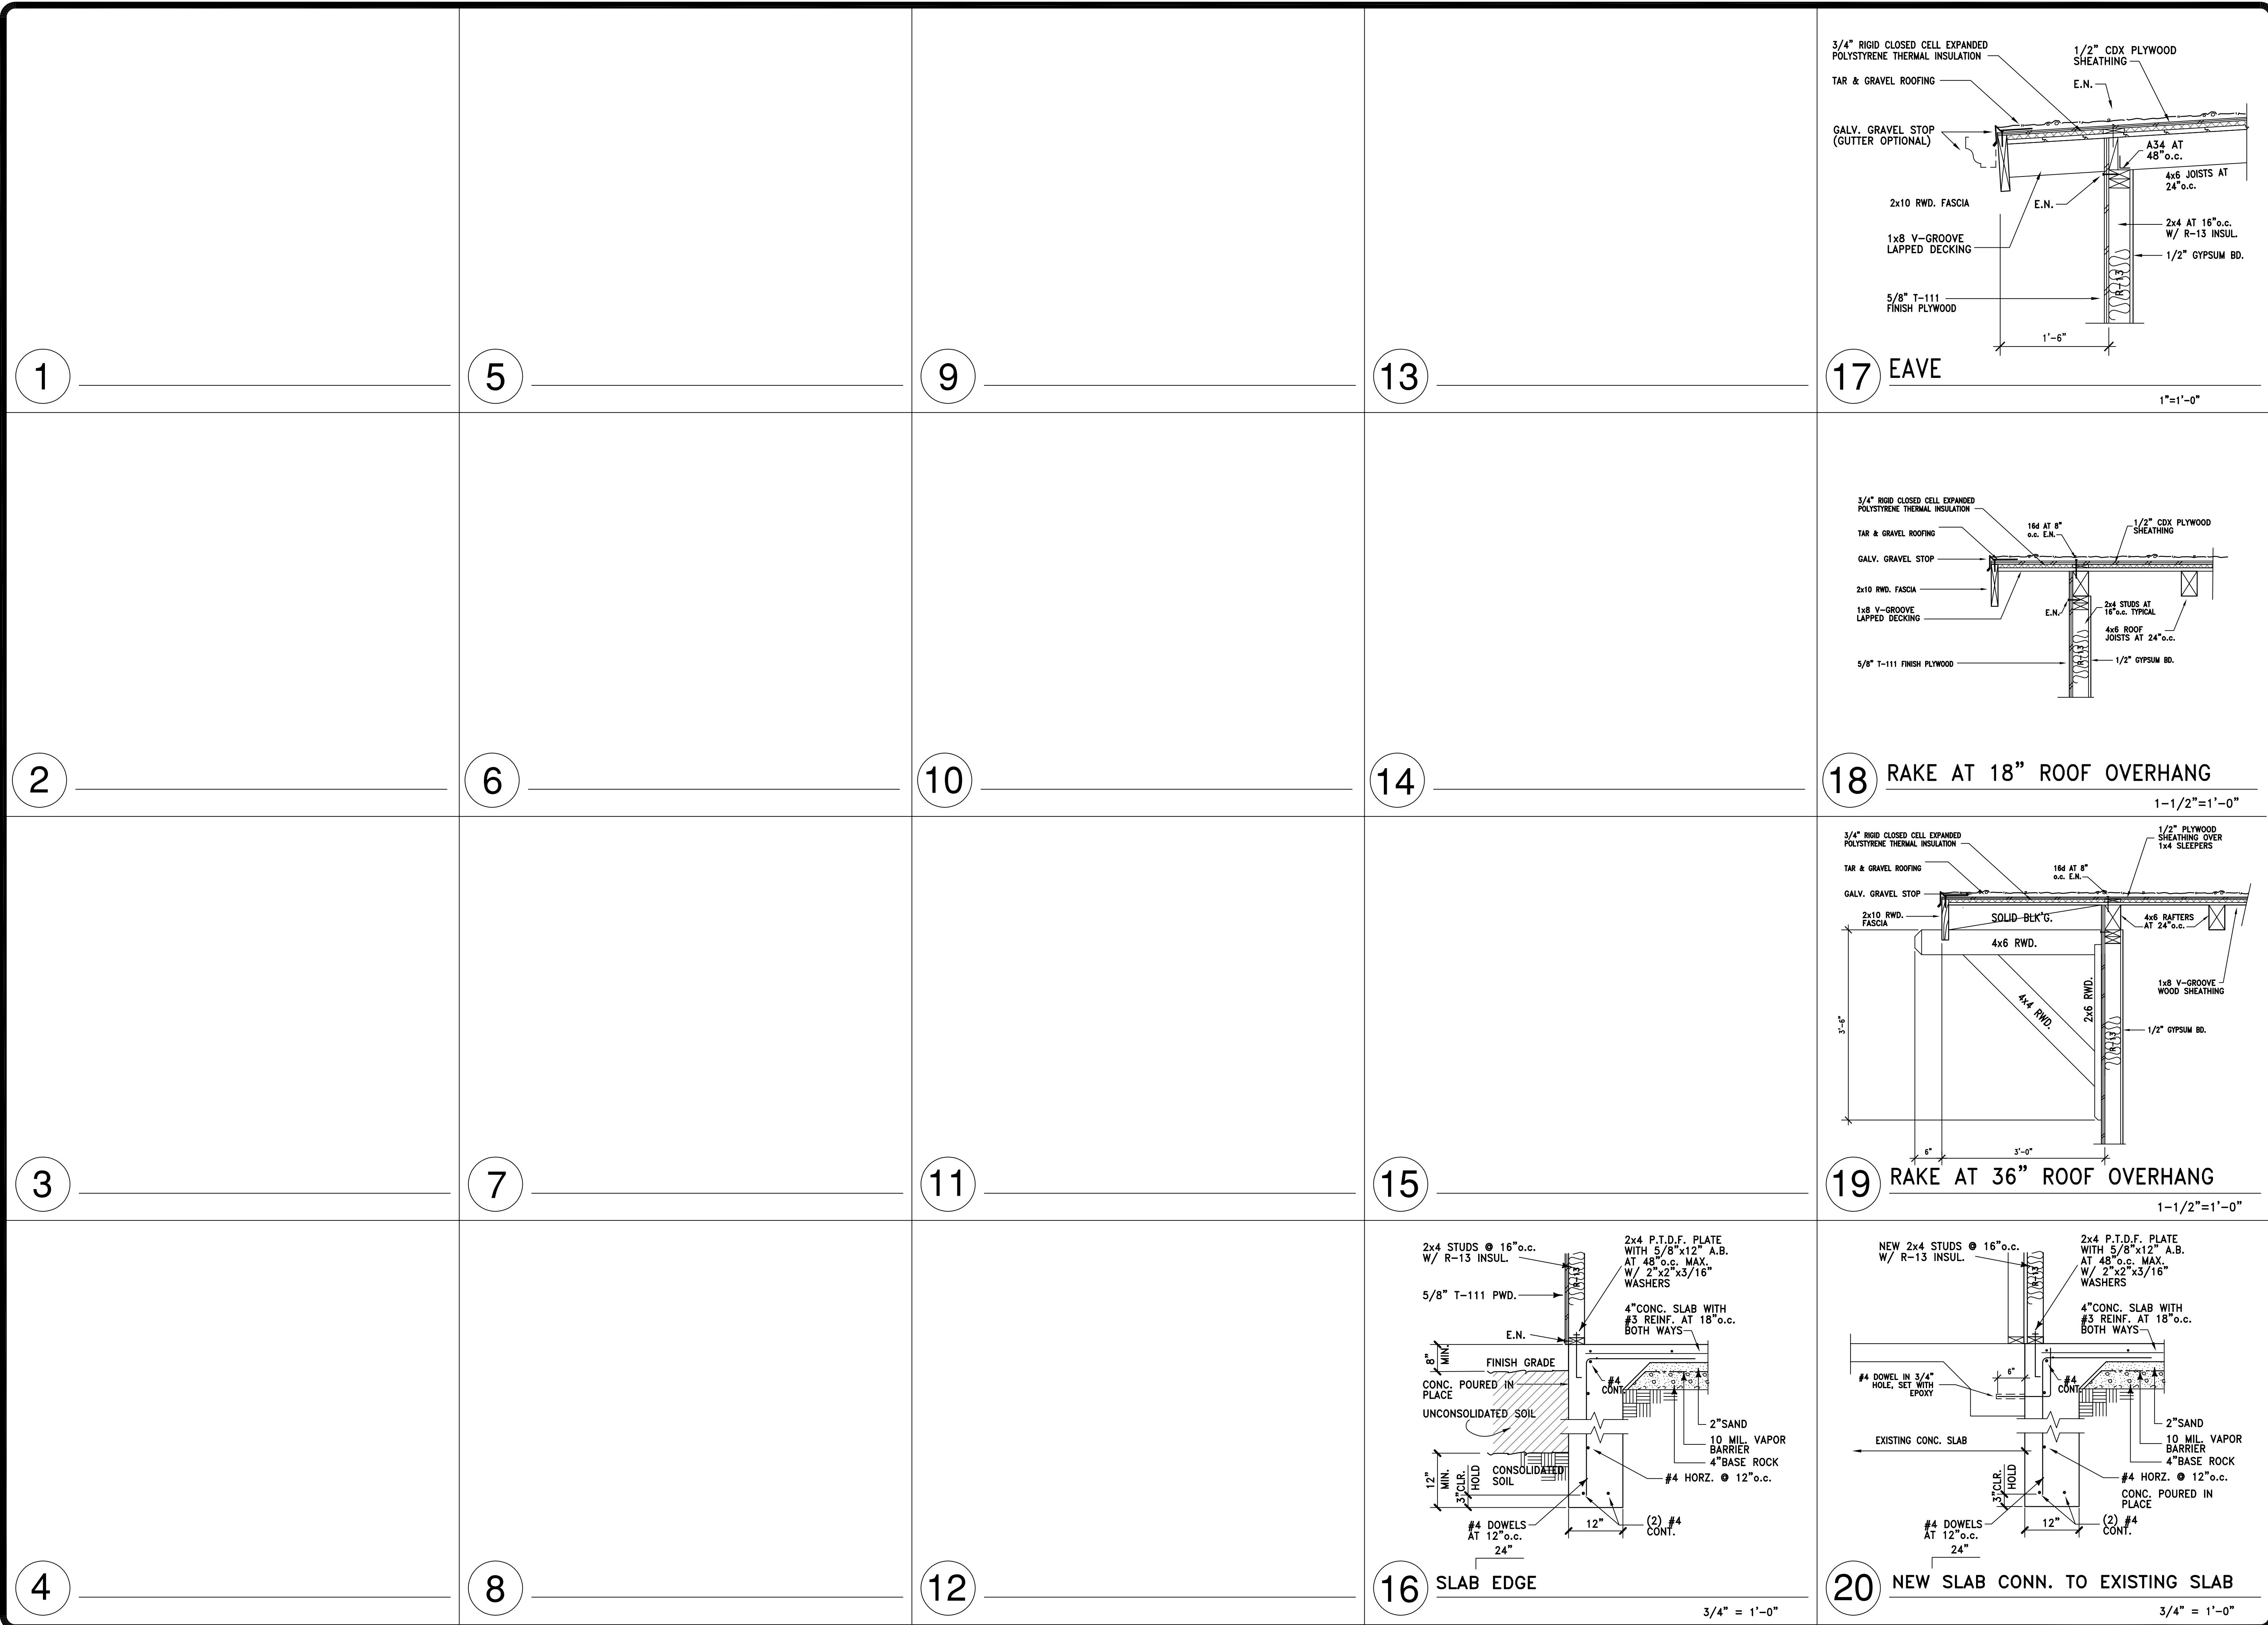 1
5
9
13
3/4" RIGID CLOSED CELL EXPANDED
POLYSTYRENE THERMAL INSULATION
TAR & GRAVEL ROOFING
GALV. GRAVEL STOP
(GUTTER OPTIONAL)
1/2" CDX PLYWOOD
SHEATHING
E.N.
A34 AT
48"o.c.
4x6 JOISTS AT
24"o.c.
2x10 RWD. FASCIA
E.N.
2x4 AT 16"o.c.
W/ R-13 INSUL.
1x8 V-GROOVE
LAPPED DECKING
1/2" GYPSUM BD.
R-13
5/8" T-111
FINISH PLYWOOD
1'-6"
17 EAVE
1"=1'-0"
2
6
10
14
3/4" RIGID CLOSED CELL EXPANDED
POLYSTYRENE THERMAL INSULATION
TAR & GRAVEL ROOFING
GALV. GRAVEL STOP
16d AT 8"
o.c. E.N.
1/2" CDX PLYWOOD
SHEATHING
2x10 RWD. FASCIA
1x8 V-GROOVE
LAPPED DECKING
E.N.
2x4 STUDS AT
16"o.c. TYPICAL
4x6 ROOF
JOISTS AT 24"o.c.
R-13
5/8" T-111 FINISH PLYWOOD
1/2" GYPSUM BD.
18 RAKE AT 18" ROOF OVERHANG
1-1/2"=1'-0"
3
7
11
15
3/4" RIGID CLOSED CELL EXPANDED
POLYSTYRENE THERMAL INSULATION
TAR & GRAVEL ROOFING
GALV. GRAVEL STOP
1/2" PLYWOOD
SHEATHING OVER
1x4 SLEEPERS
16d AT 8"
o.c. E.N.
2x10 RWD.
FASCIA
SOLID BLK'G.
4x6 RAFTERS
AT 24"o.c.
4x6 RWD.
4x4 RWD.
2x6 RWD.
1x8 V-GROOVE
WOOD SHEATHING
3'-6"
R-13
1/2" GYPSUM BD.
6"
3'-0"
19 RAKE AT 36" ROOF OVERHANG
1-1/2"=1'-0"
4
8
12
2x4 STUDS @ 16"o.c.
W/ R-13 INSUL.
R-13
2x4 P.T.D.F. PLATE
WITH 5/8"x12" A.B.
AT 48"o.c. MAX.
W/ 2"x2"x3/16"
WASHERS
5/8" T-111 PWD.
4"CONC. SLAB WITH
#3 REINF. AT 18"o.c.
BOTH WAYS
E.N.
8"
MIN.
FINISH GRADE
CONC. POURED IN
PLACE
#4
CONT.
UNCONSOLIDATED SOIL
2"SAND
10 MIL. VAPOR
BARRIER
4"BASE ROCK
12"
MIN.
3"CLR.
HOLD
CONSOLIDATED
SOIL
#4 HORZ. @ 12"o.c.
#4 DOWELS
AT 12"o.c.
24"
12"
(2) #4
CONT.
16 SLAB EDGE
3/4" = 1'-0"
NEW 2x4 STUDS @ 16"o.c.
W/ R-13 INSUL.
R-13
2x4 P.T.D.F. PLATE
WITH 5/8"x12" A.B.
AT 48"o.c. MAX.
W/ 2"x2"x3/16"
WASHERS
4"CONC. SLAB WITH
#3 REINF. AT 18"o.c.
BOTH WAYS
6"
#4 DOWEL IN 3/4"
HOLE, SET WITH
EPOXY
#4
CONT.
2"SAND
10 MIL. VAPOR
BARRIER
4"BASE ROCK
EXISTING CONC. SLAB
3"CLR.
HOLD
#4 HORZ. @ 12"o.c.
CONC. POURED IN
PLACE
#4 DOWELS
AT 12"o.c.
24"
12"
(2) #4
CONT.
20 NEW SLAB CONN. TO EXISTING SLAB
3/4" = 1'-0"